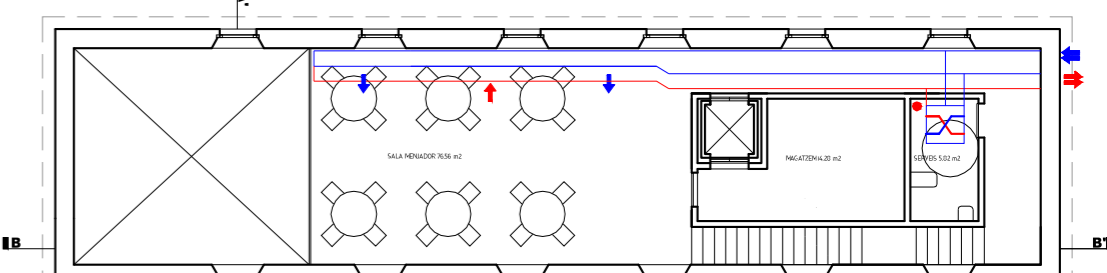 SALA MENJADOR 76.56 m2
MAGATZEM 14.20 m2
SERVEIS 5.02 m2
B
B'